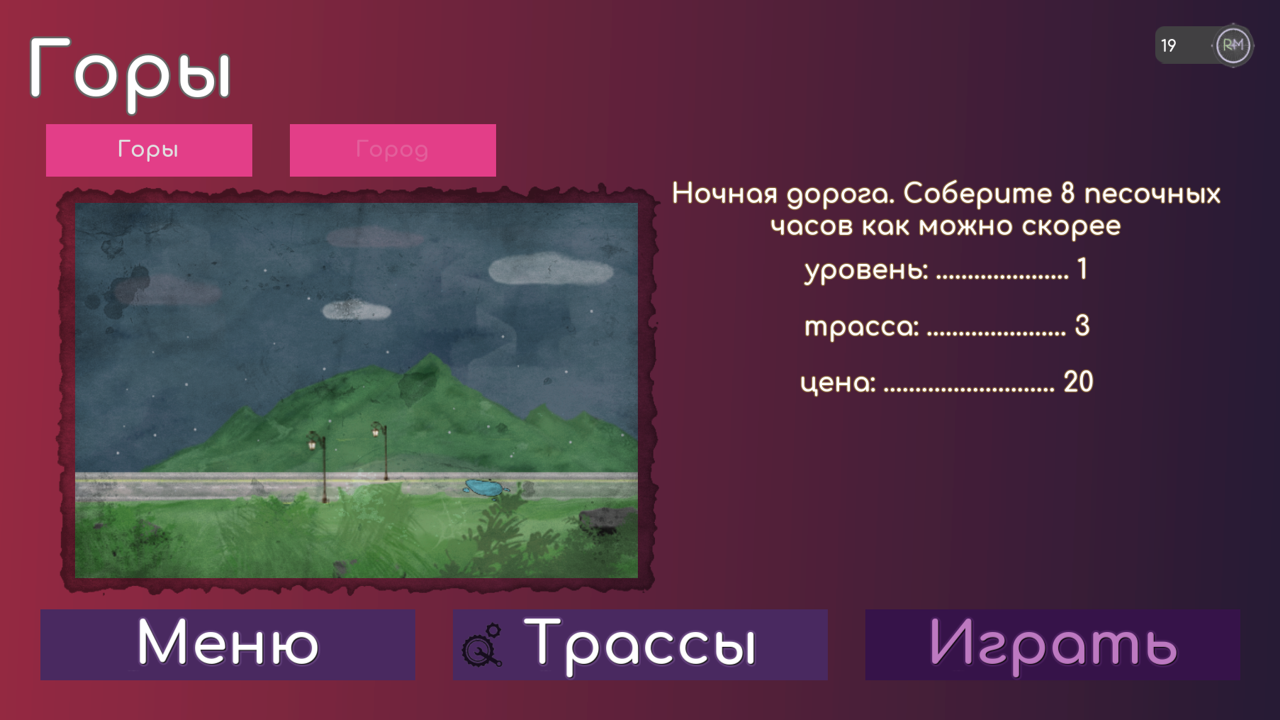 Горы
19 RM
Горы
Город
Ночная дорога. Соберите 8 песочных
часов как можно скорее
уровень: ..................... 1
трасса: ...................... 3
цена: ........................... 20
Меню
Трассы
Играть